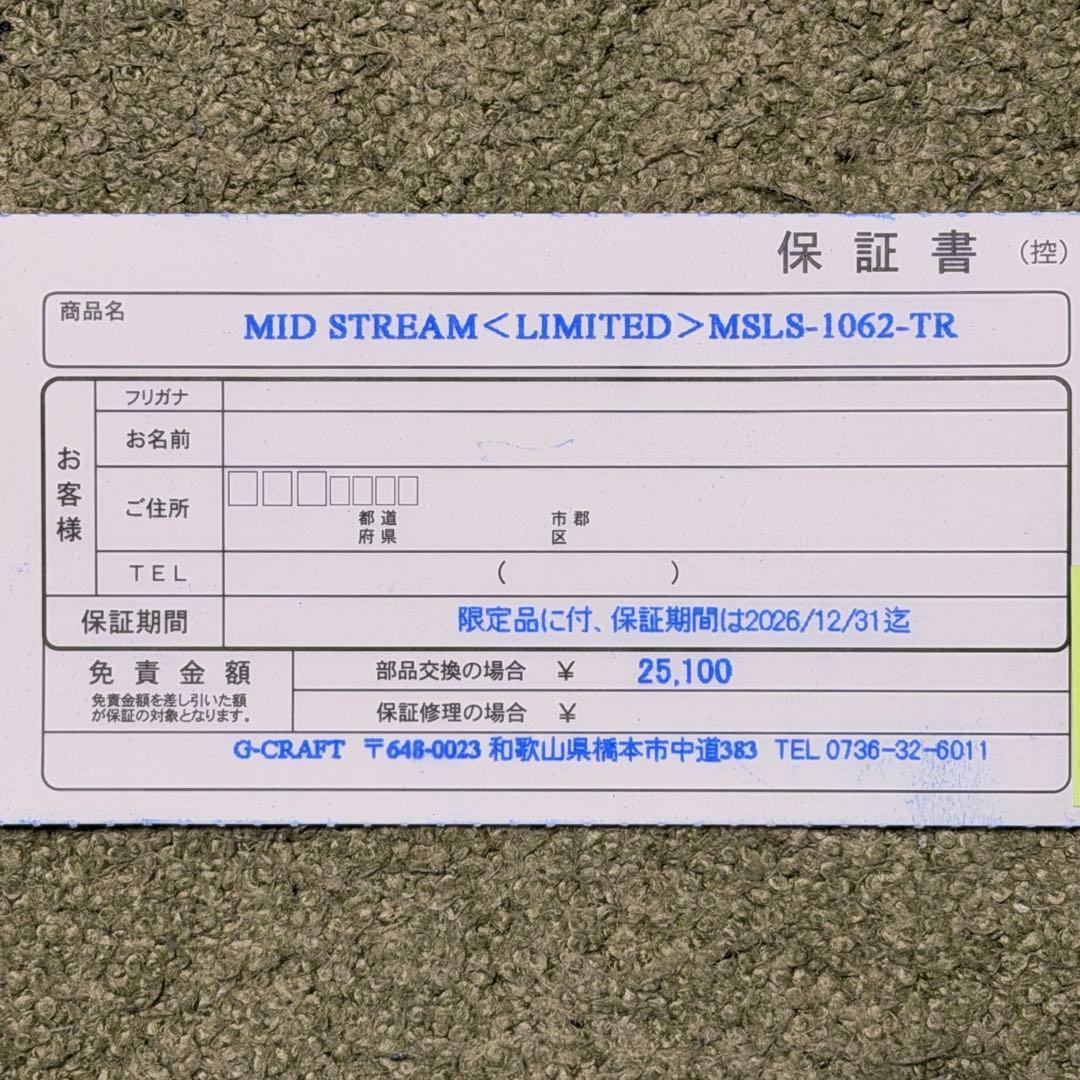 保証書 （控）
商品名
MID STREAM＜LIMITED＞MSLS-1062-TR
お客様
フリガナ
お名前
ご住所
都道府県
市郡区
TEL ( )
保証期間 限定品に付、保証期間は2026/12/31迄
免責金額
免責金額を差し引いた額
が保証の対象となります。
部品交換の場合 ￥ 25,100
保証修理の場合 ￥
G-CRAFT 〒648-0023 和歌山県橋本市中道383 TEL 0736-32-6011